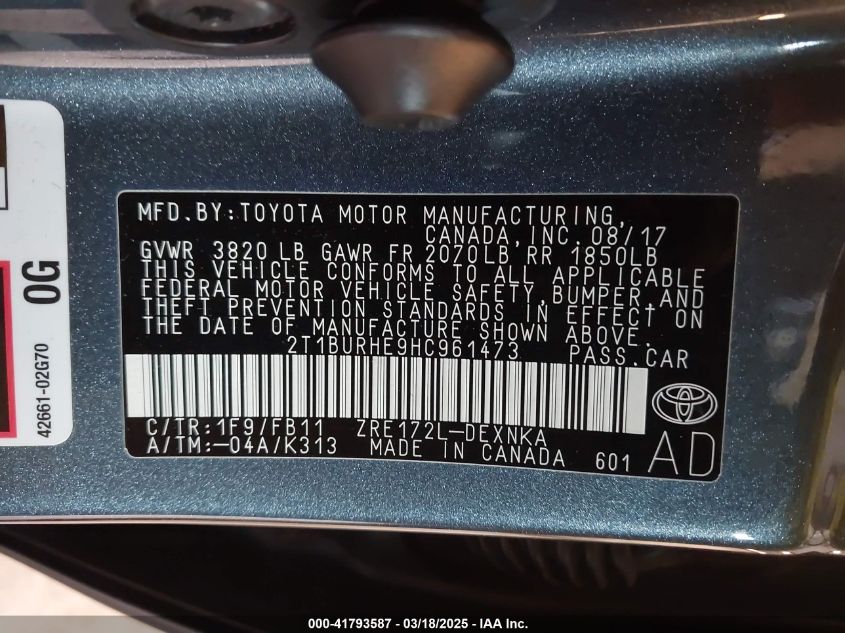 MFD.BY:TOYOTA MOTOR MANUFACTURING,
CANADA,INC. 08/17
GVWR 3820 LB GAWR FR 2070LB RR 1850LB
THIS VEHICLE CONFORMS TO ALL APPLICABLE
FEDERAL MOTOR VEHICLE SAFETY,BUMPER,AND
THEFT PREVENTION STANDARDS IN EFFECT ON
THE DATE OF MANUFACTURE SHOWN ABOVE.
2T1BURHE9HC961473 PASS.CAR
C/TR:1F9/FB11 ZRE172L-DEXNKA
A/TM:-04A/K313 MADE IN CANADA 601 AD
0G
42661-02G70
000-41793587 - 03/18/2025 - IAA Inc.